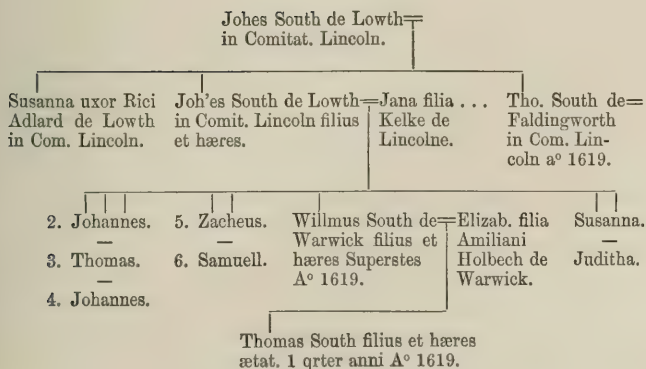 Johes South de Lowth
in Comitat. Lincoln.
Susanna uxor Rici
Adlard de Lowth
in Com. Lincoln.
Joh'es South de Lowth
in Comit. Lincoln filius
et hæres.
Jana filia ...
Kelke de
Lincolne.
Tho. South de
Faldingworth
in Com. Lin-
coln aº 1619.
2. Johannes.
3. Thomas.
4. Johannes.
5. Zacheus.
6. Samuell.
Willmus South de
Warwick filius et
hæres Superstes
Aº 1619.
Elizab. filia
Amiliani
Holbech de
Warwick.
Susanna.
Juditha.
Thomas South filius et hæres
ætat. 1 qrter anni Aº 1619.